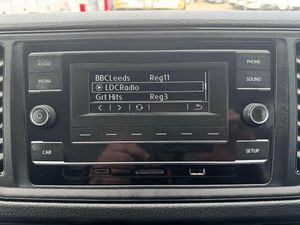 RADIO
PHONE
MEDIA
SOUND
CAR
SETUP
BBCLeeds Reg11
LDCRadio
Grt Hits Reg3